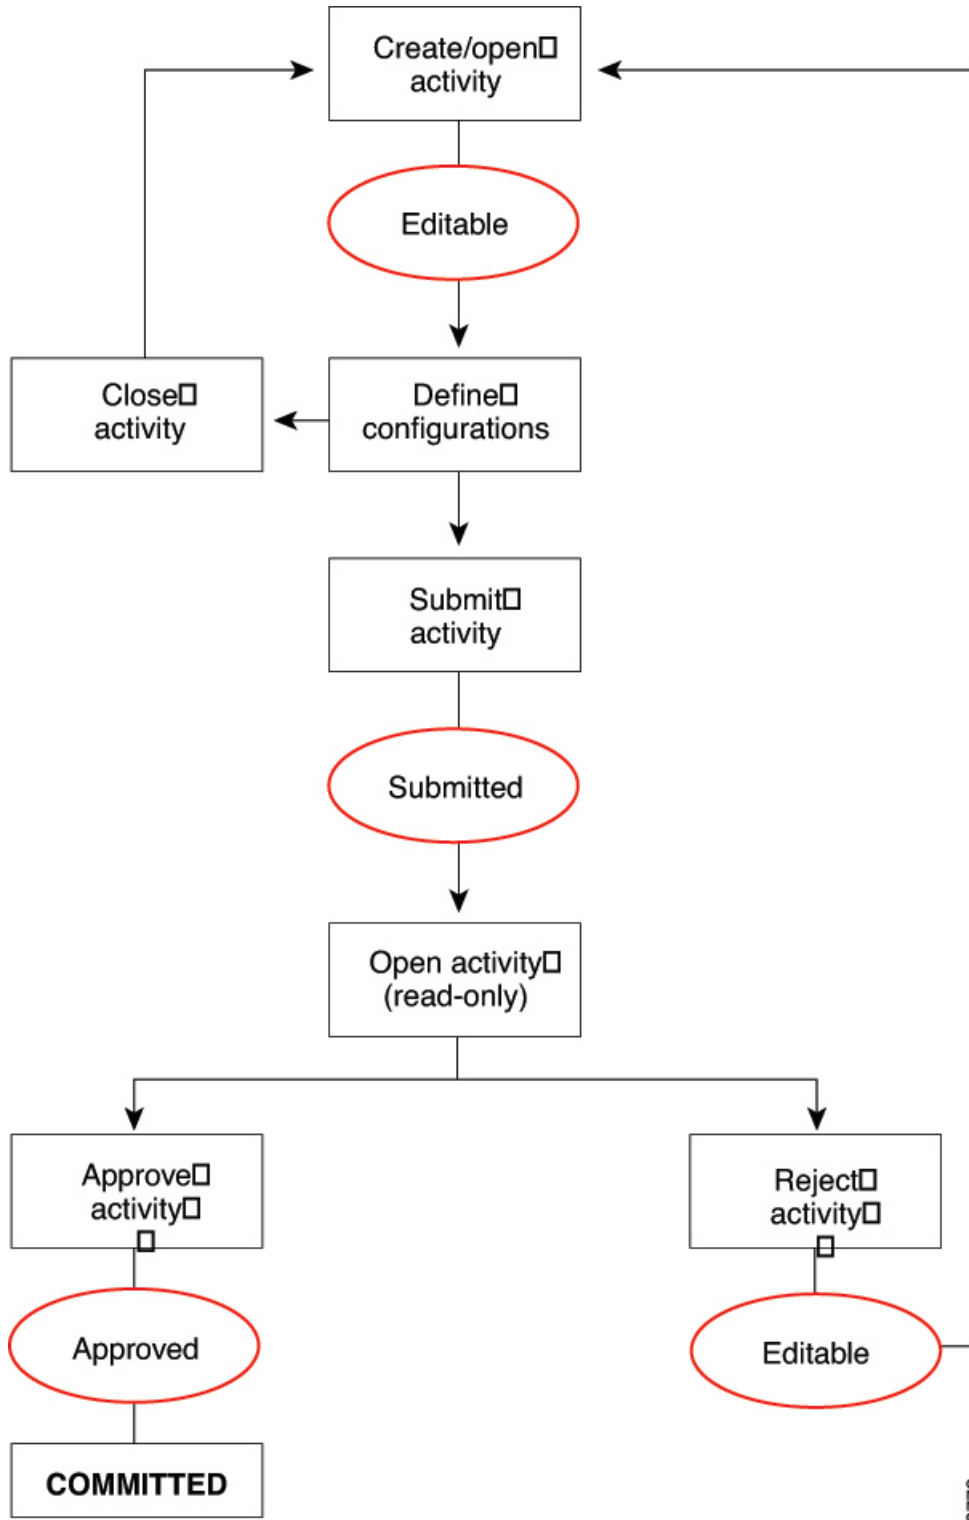 Create/open
activity
Editable
Close
activity
Define
configurations
Submit
activity
Submitted
Open activity
(read-only)
Approve
activity
Reject
activity
Approved
Editable
COMMITTED